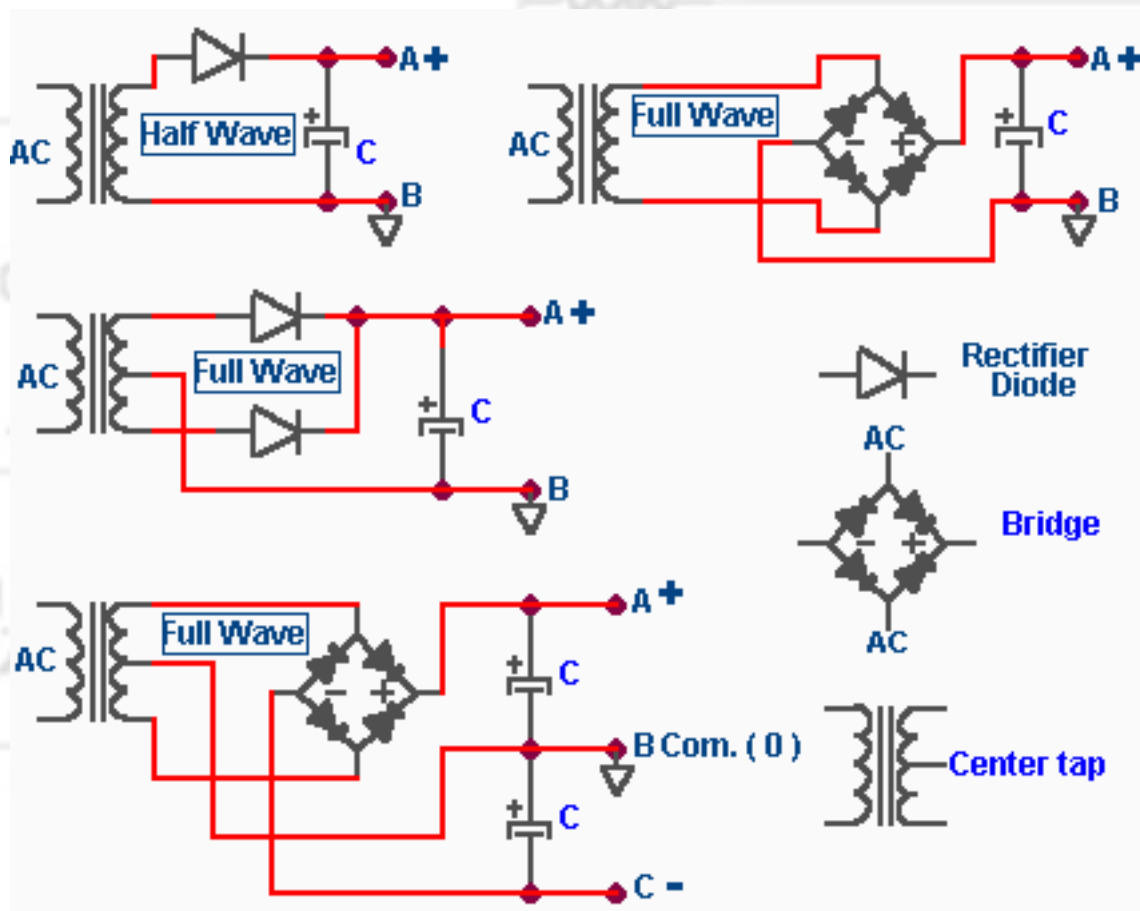 A +
Half Wave
+
AC
C
B
A +
Full Wave
+
AC
- +
C
B
A +
AC
Full Wave
+
C
B
Rectifier
Diode
AC
- +
Bridge
AC
A +
Full Wave
AC
- +
+
C
B Com. ( 0 )
+
C
C -
Center tap